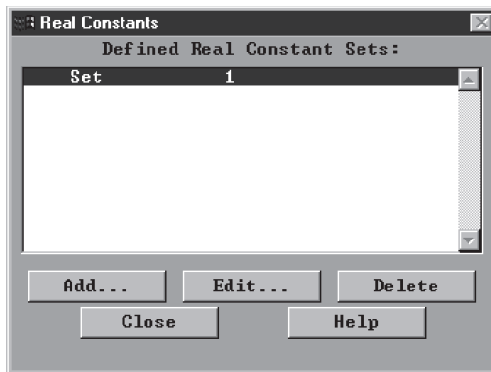 Real Constants
Defined Real Constant Sets:
Set 1
Add... Edit... Delete
Close Help